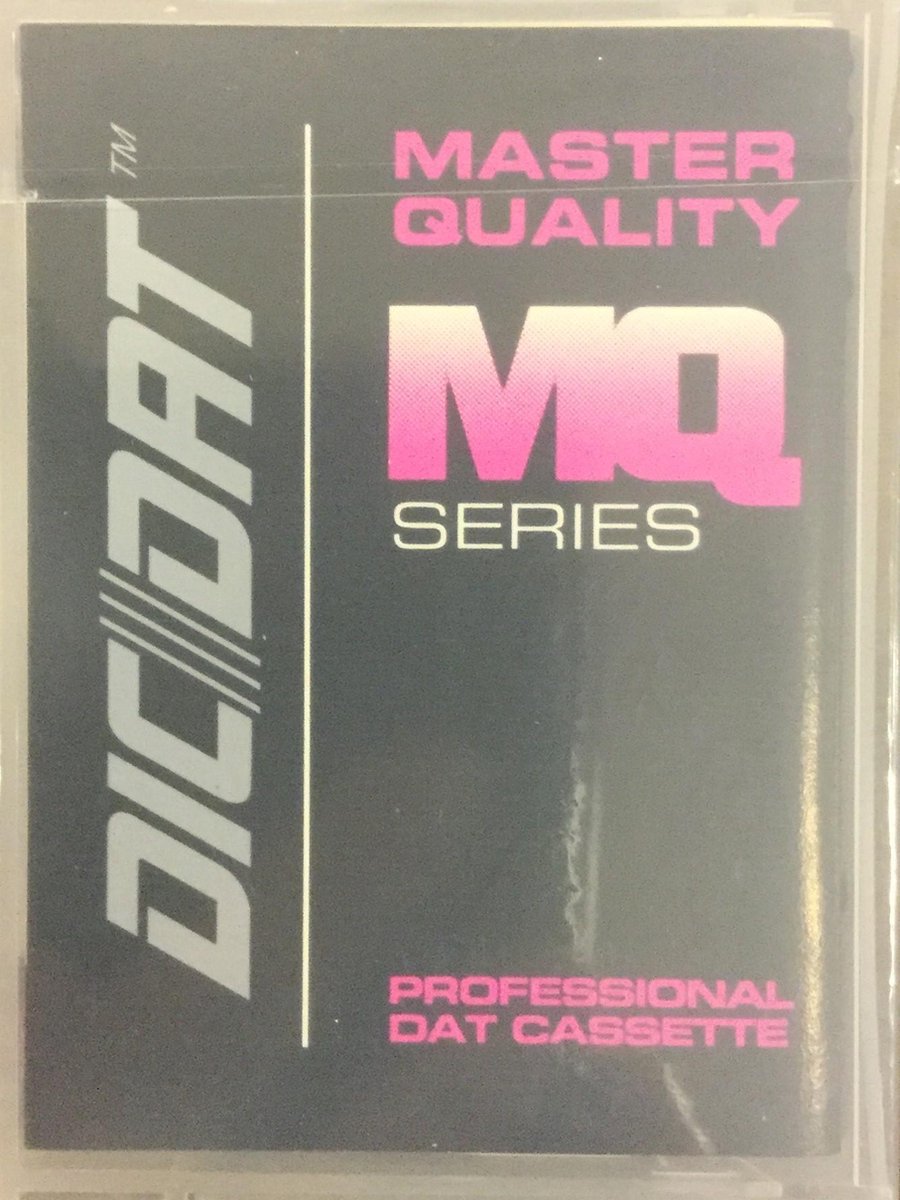 DIC///DAT™
MASTER
QUALITY
MQ
SERIES
PROFESSIONAL
DAT CASSETTE